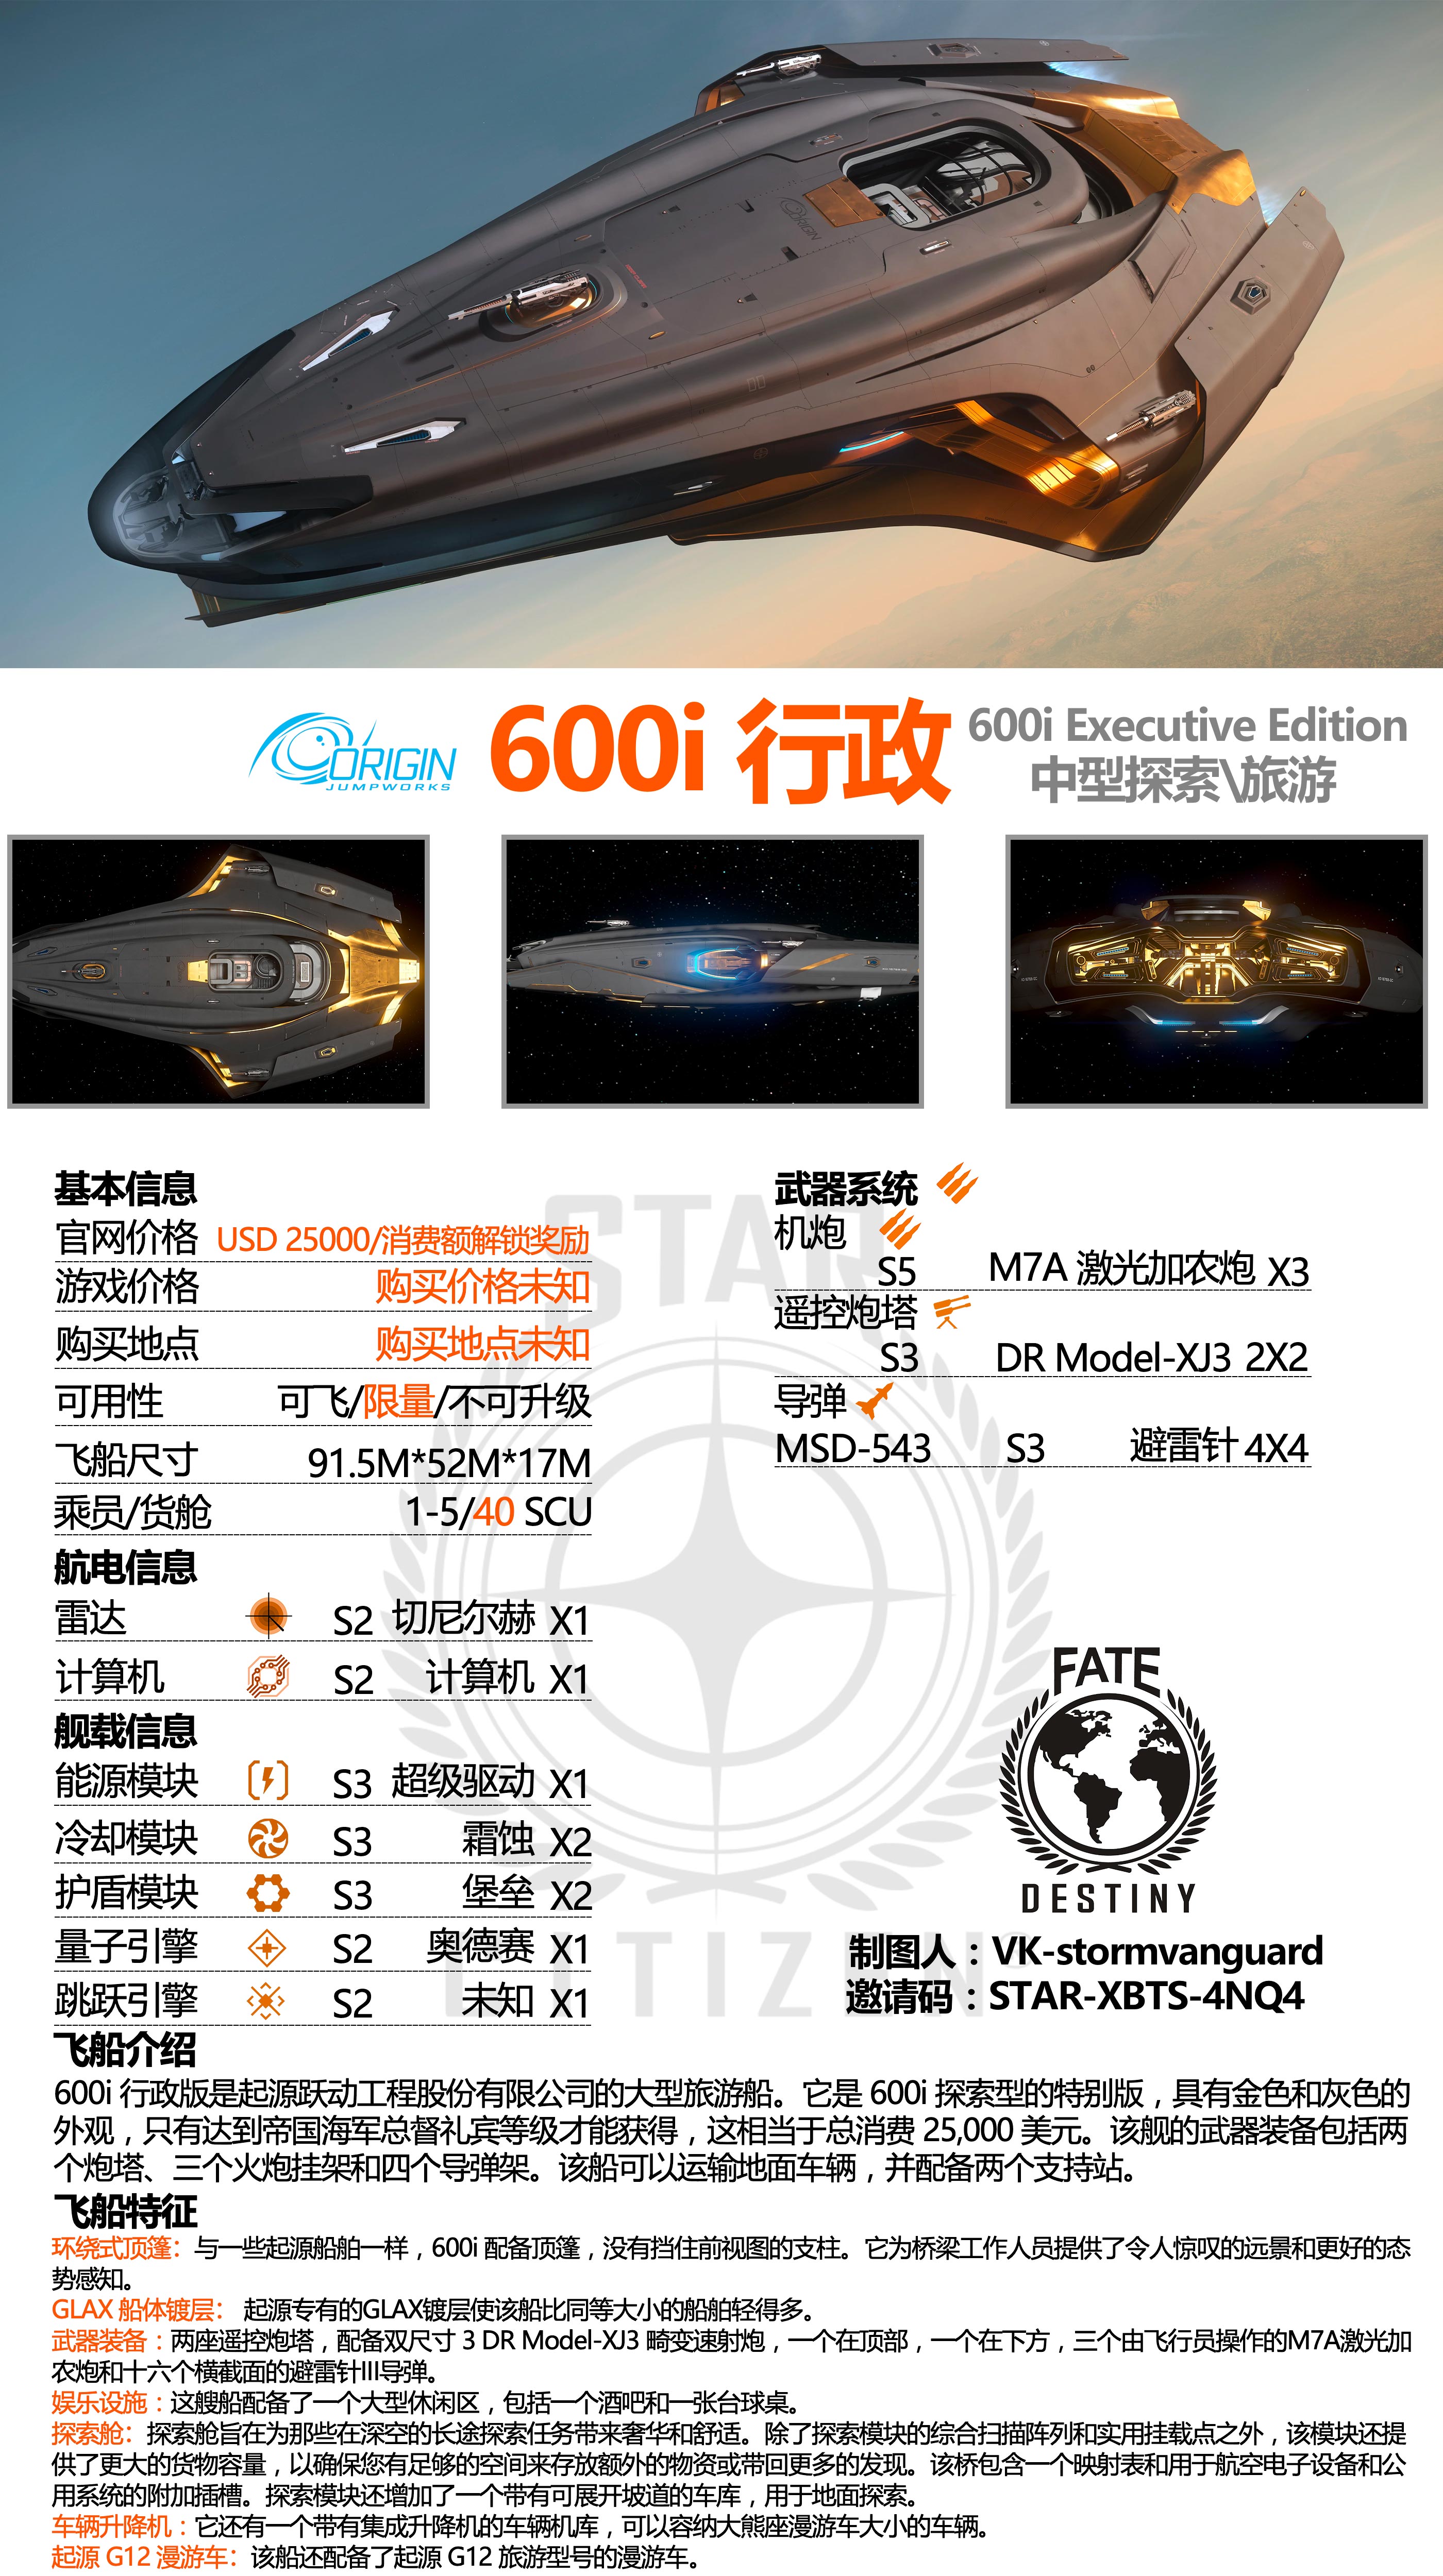 ORIGIN
ORIGIN
JUMPWORKS
600i 行政
600i Executive Edition
中型探索\旅游
基本信息
官网价格 USD 25000/消费额解锁奖励
游戏价格 购买价格未知
购买地点 购买地点未知
可用性 可飞/限量/不可升级
飞船尺寸 91.5M*52M*17M
乘员/货舱 1-5/40 SCU
航电信息
雷达 S2 切尼尔赫 X1
计算机 S2 计算机 X1
舰载信息
能源模块 S3 超级驱动 X1
冷却模块 S3 霜蚀 X2
护盾模块 S3 堡垒 X2
量子引擎 S2 奥德赛 X1
跳跃引擎 S2 未知 X1
武器系统
机炮
S5 M7A 激光加农炮 X3
遥控炮塔
S3 DR Model-XJ3 2X2
导弹
MSD-543 S3 避雷针 4X4
STAR
CITIZEN
FATE
DESTINY
制图人：VK-stormvanguard
邀请码：STAR-XBTS-4NQ4
飞船介绍
600i 行政版是起源跃动工程股份有限公司的大型旅游船。它是 600i 探索型的特别版，具有金色和灰色的
外观，只有达到帝国海军总督礼宾等级才能获得，这相当于总消费 25,000 美元。该舰的武器装备包括两
个炮塔、三个火炮挂架和四个导弹架。该船可以运输地面车辆，并配备两个支持站。
飞船特征
环绕式顶篷：与一些起源船舶一样，600i 配备顶篷，没有挡住前视图的支柱。它为桥梁工作人员提供了令人惊叹的远景和更好的态
势感知。
GLAX 船体镀层： 起源专有的GLAX镀层使该船比同等大小的船舶轻得多。
武器装备：两座遥控炮塔，配备双尺寸 3 DR Model-XJ3 畸变速射炮，一个在顶部，一个在下方，三个由飞行员操作的M7A激光加
农炮和十六个横截面的避雷针III导弹。
娱乐设施：这艘船配备了一个大型休闲区，包括一个酒吧和一张台球桌。
探索舱：探索舱旨在为那些在深空的长途探索任务带来奢华和舒适。除了探索模块的综合扫描阵列和实用挂载点之外，该模块还提
供了更大的货物容量，以确保您有足够的空间来存放额外的物资或带回更多的发现。该桥包含一个映射表和用于航空电子设备和公
用系统的附加插槽。探索模块还增加了一个带有可展开坡道的车库，用于地面探索。
车辆升降机：它还有一个带有集成升降机的车辆机库，可以容纳大熊座漫游车大小的车辆。
起源 G12 漫游车：该船还配备了起源 G12 旅游型号的漫游车。